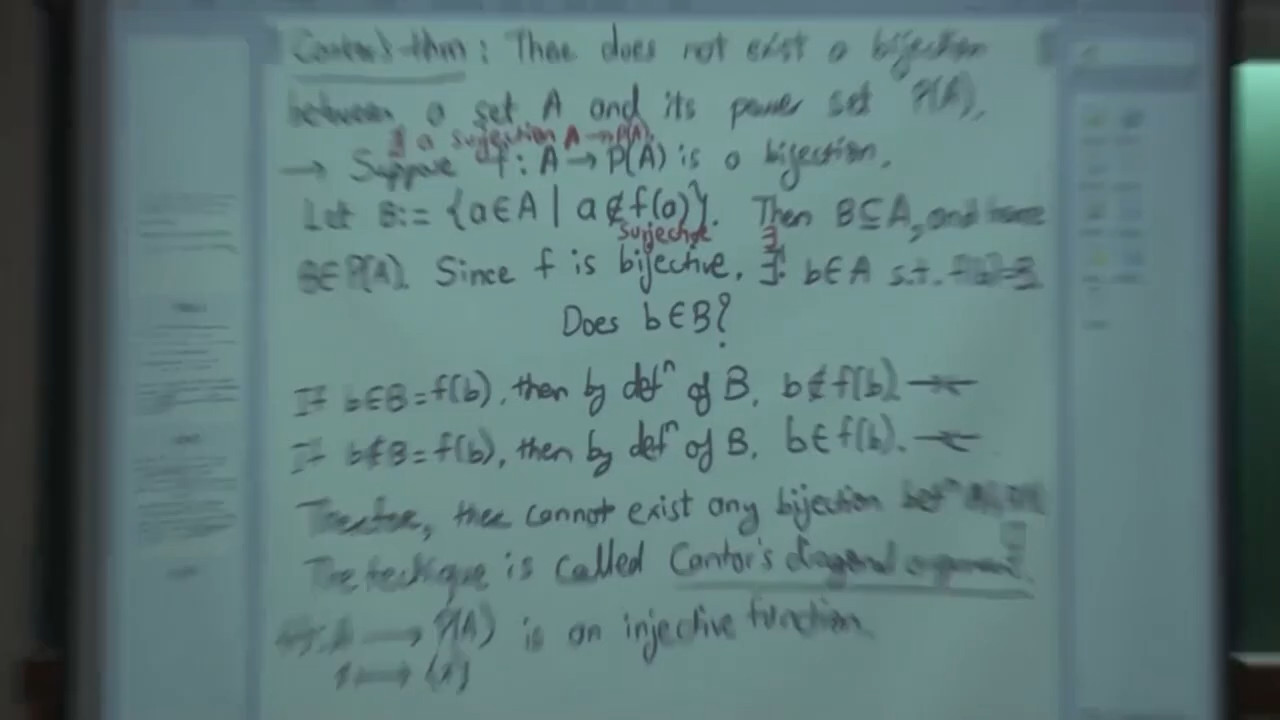 Cantor's thm: There does not exist a bijection
between a set A and its power set P(A).
∃ a surjection A → P(A).
→ Suppose f: A → P(A) is a bijection.
Let B := {a∈A | a∉f(a)}. Then B⊆A, and hence
surjective ∃
B∈P(A). Since f is bijective, ∃! b∈A s.t. f(b)=B
Does b∈B?
If b∈B=f(b), then by defⁿ of B, b∉f(b)
If b∉B=f(b), then by defⁿ of B, b∈f(b).
Therefore, there cannot exist any bijection betⁿ
The technique is called Cantor's diagonal argument.
→ P(A) is an injective function